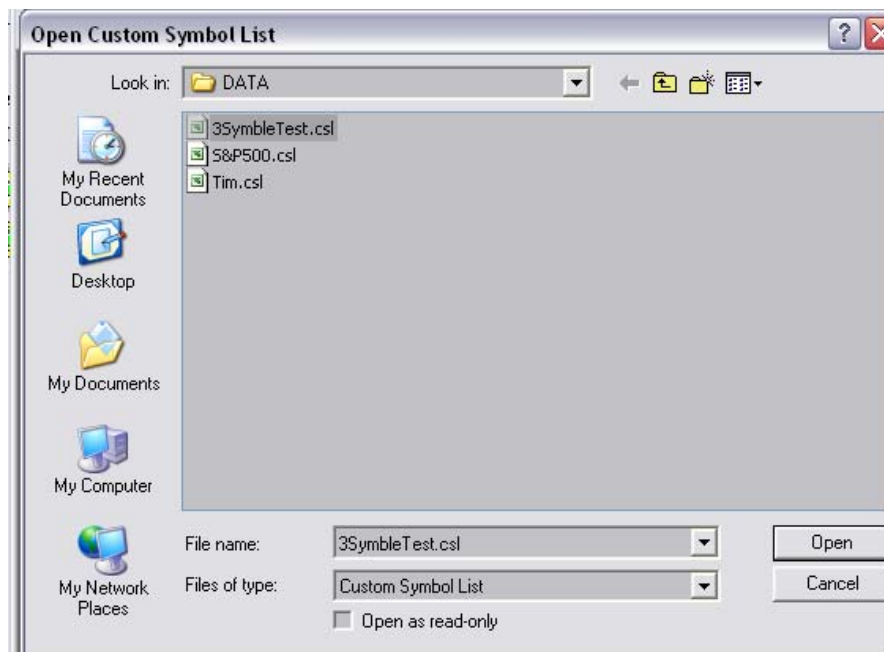 Open Custom Symbol List
Look in: DATA
3SymbleTest.csl
S&P500.csl
Tim.csl
My Recent
Documents
Desktop
My Documents
My Computer
My Network
Places
File name: 3SymbleTest.csl Open
Files of type: Custom Symbol List Cancel
Open as read-only